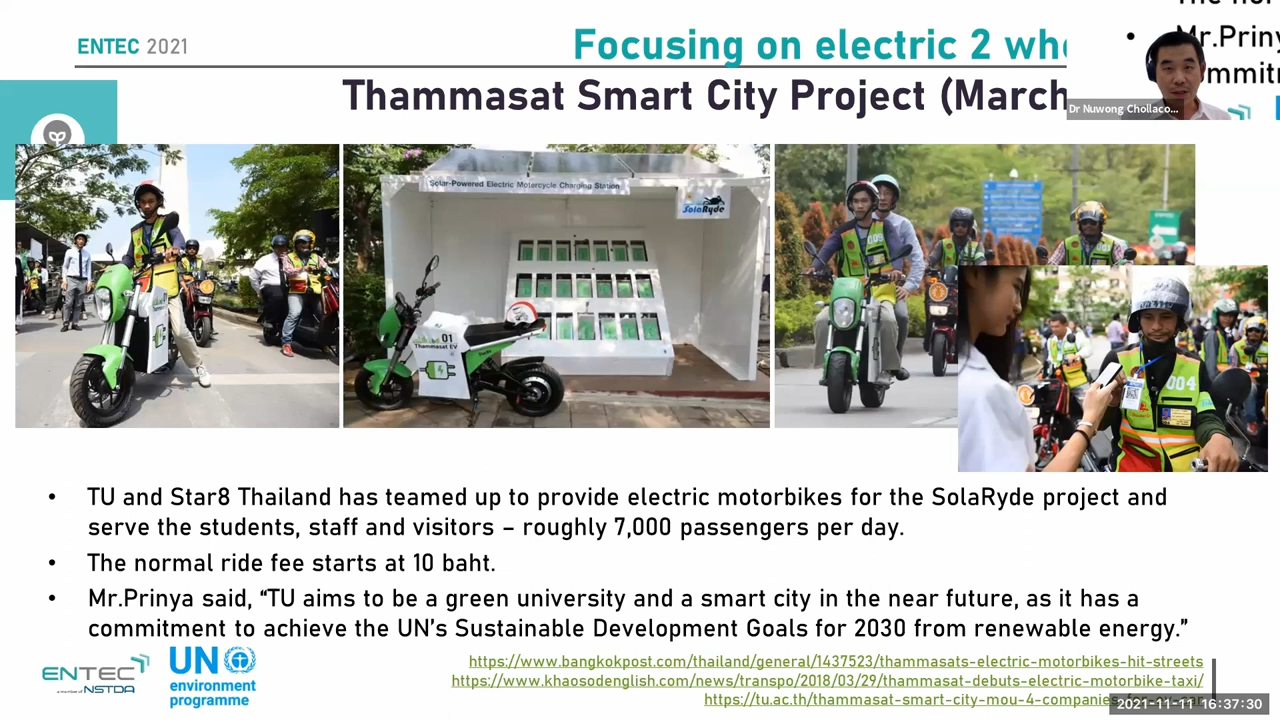 ENTEC 2021
Focusing on electric 2
Thammasat Smart City Project (March
Dr Nuwong Chollaco...
Solar-Powered Electric Motorcycle Charging Station
SolaRyde
01
Thammasat EV
009
004
• TU and Star8 Thailand has teamed up to provide electric motorbikes for the SolaRyde project and
serve the students, staff and visitors – roughly 7,000 passengers per day.
• The normal ride fee starts at 10 baht.
• Mr.Prinya said, “TU aims to be a green university and a smart city in the near future, as it has a
commitment to achieve the UN’s Sustainable Development Goals for 2030 from renewable energy.”
ENTEC
a member of NSTDA
UN
environment
programme
https://www.bangkokpost.com/thailand/general/1437523/thammasats-electric-motorbikes-hit-streets
https://www.khaosodenglish.com/news/transpo/2018/03/29/thammasat-debuts-electric-motorbike-taxi/
https://tu.ac.th/thammasat-smart-city-mou-4-companies-for-ev-car
2021-11-11 16:37:30